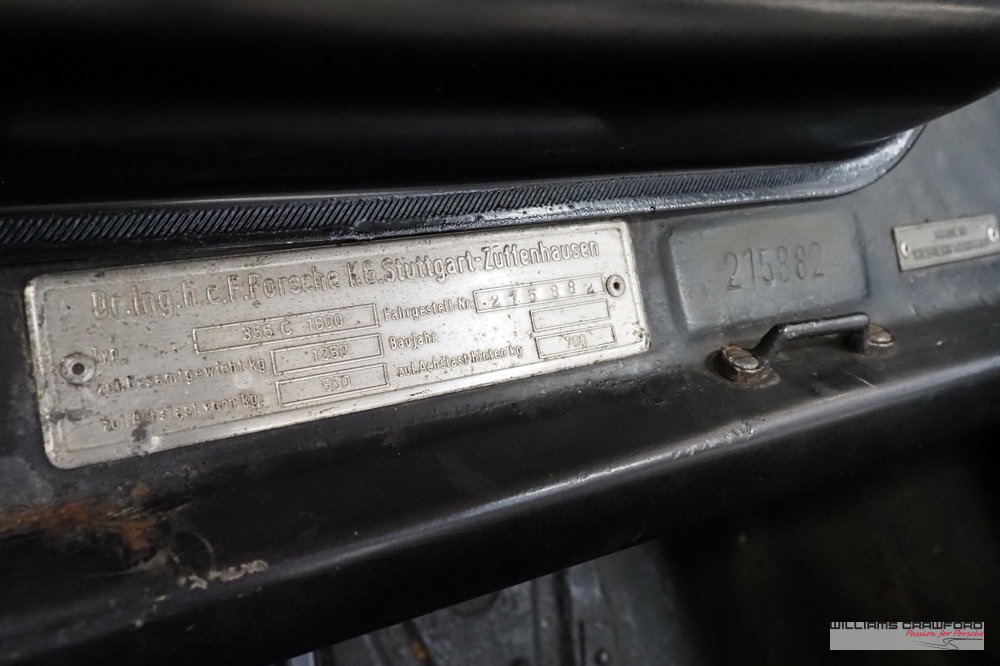 Dr.Ing.h.c.F.Porsche KG.Stuttgart-Zuffenhausen
Typ. 356 C 1600 Fahrgestell-Nr. 215882
zul.Gesamtgewicht kg 1250 Baujahr
zul.Achslast vorn kg. 550 zul.Achslast hinten kg 700
215882
WILLIAMS CRAWFORD
Passion for Porsche